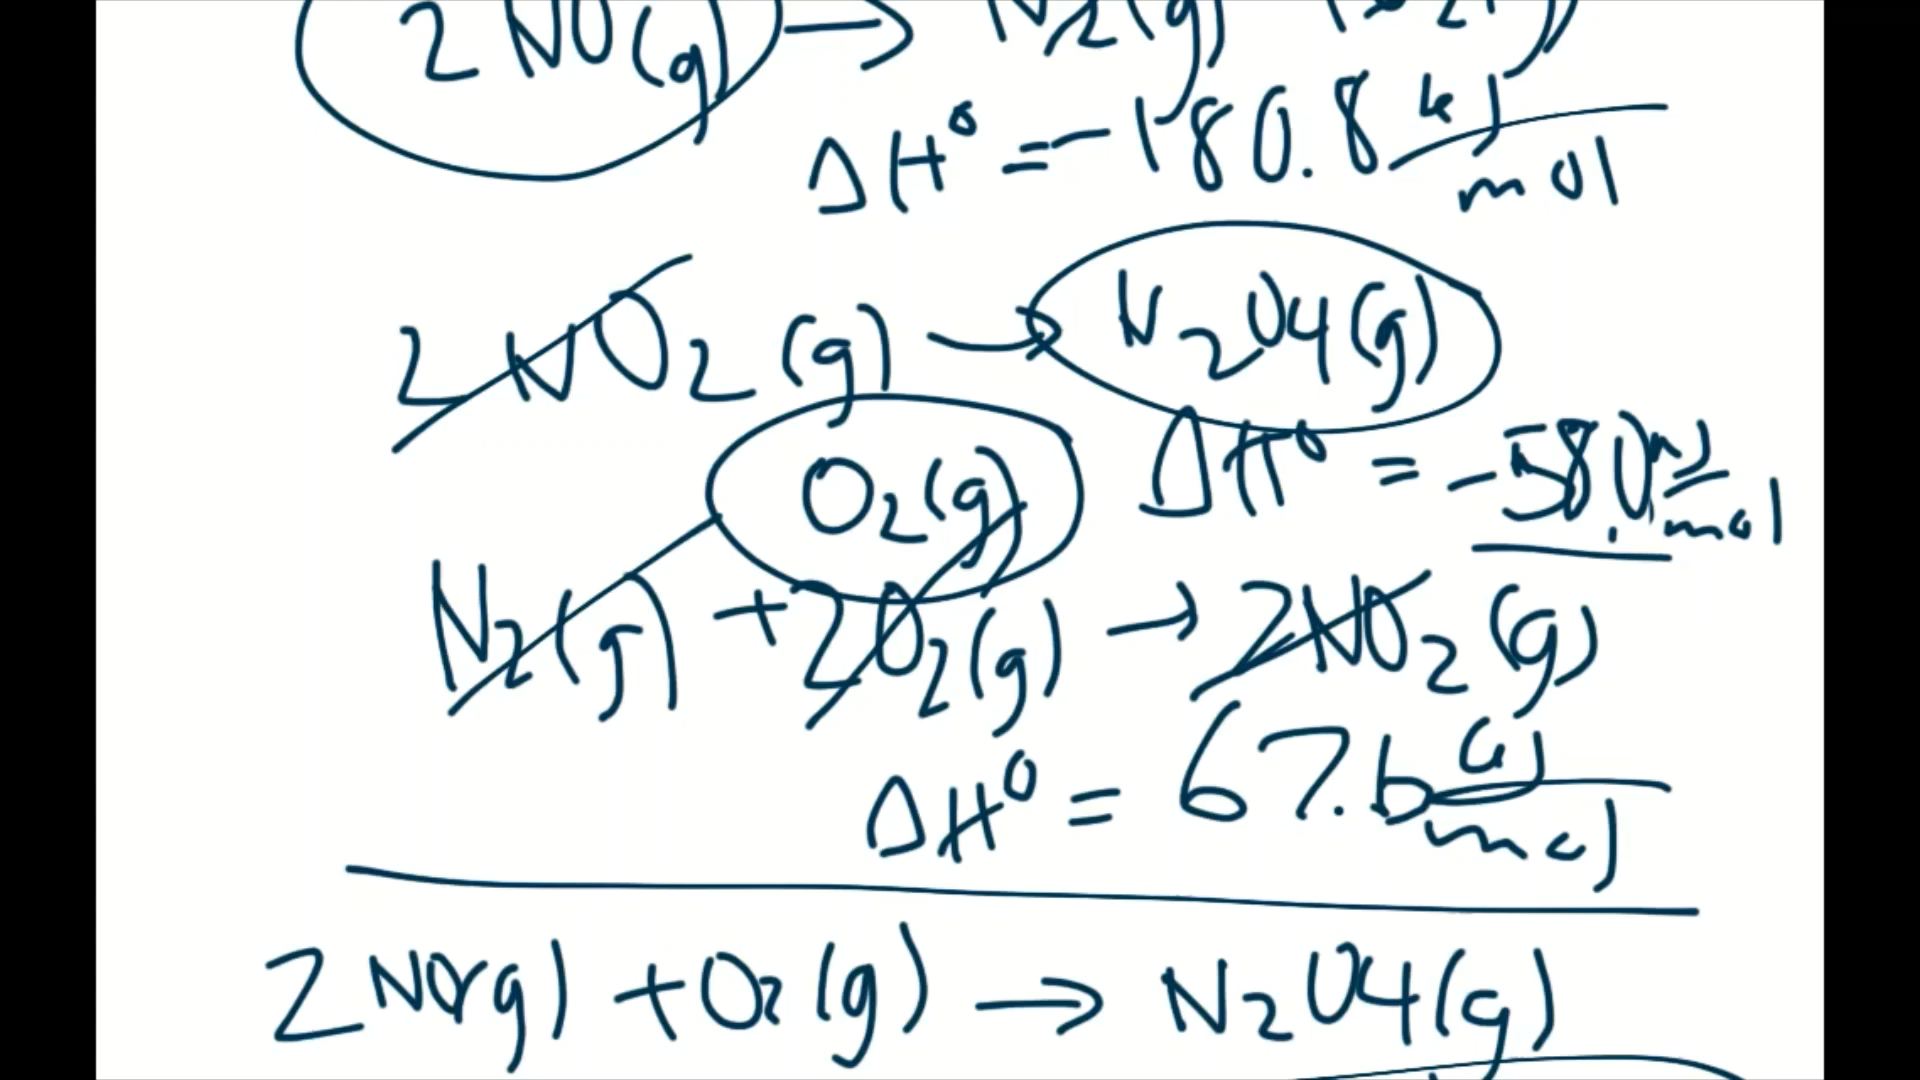 2NO(g) → N2(g)
ΔH° = -180.8 kJ/mol
2NO2(g) → N2O4(g)
O2(g) ΔH° = -58.0 kJ/mol
N2(g) + 2O2(g) → 2NO2(g)
ΔH° = 67.6 kJ/mol
2NO(g) + O2(g) → N2O4(g)